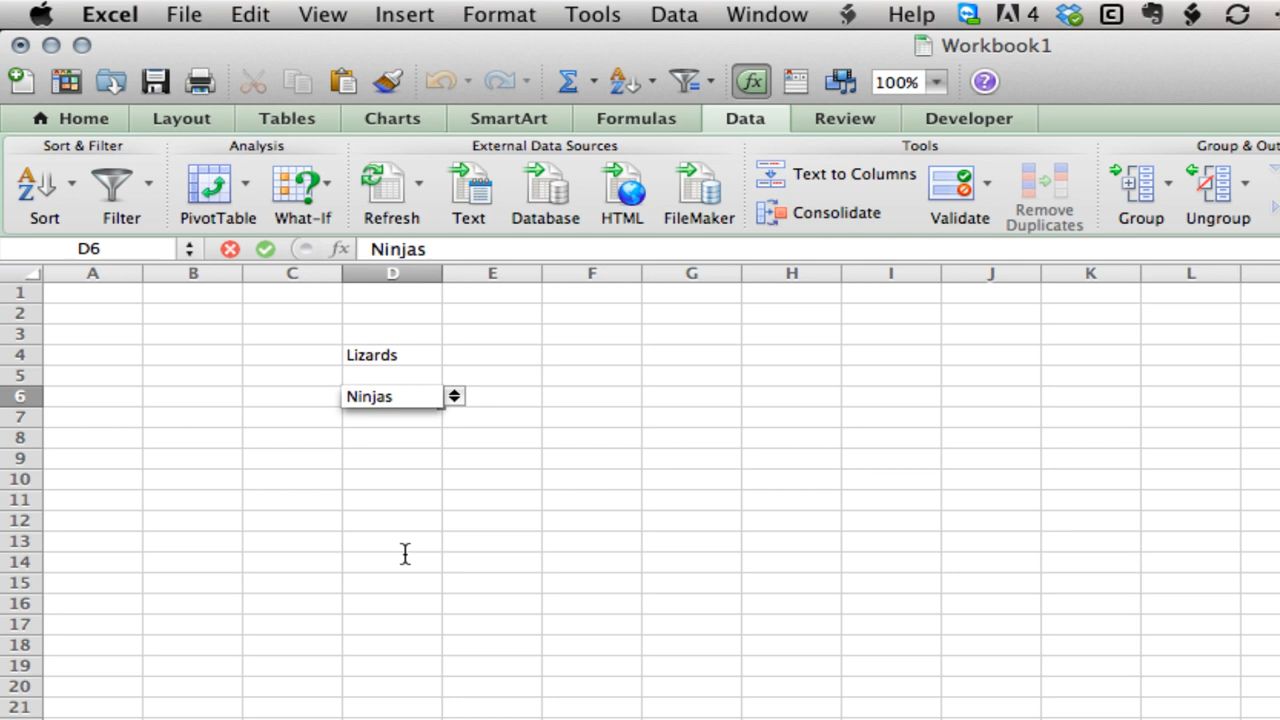 Excel File Edit View Insert Format Tools Data Window Help 4
Workbook1
100%
Home Layout Tables Charts SmartArt Formulas Data Review Developer
Sort & Filter Analysis External Data Sources Tools Group & Out
Sort Filter PivotTable What-If Refresh Text Database HTML FileMaker Text to Columns Consolidate Validate Remove Duplicates Group Ungroup
D6 fx Ninjas
A B C D E F G H I J K L
1
2
3
4 Lizards
5
6 Ninjas
7
8
9
10
11
12
13
14
15
16
17
18
19
20
21